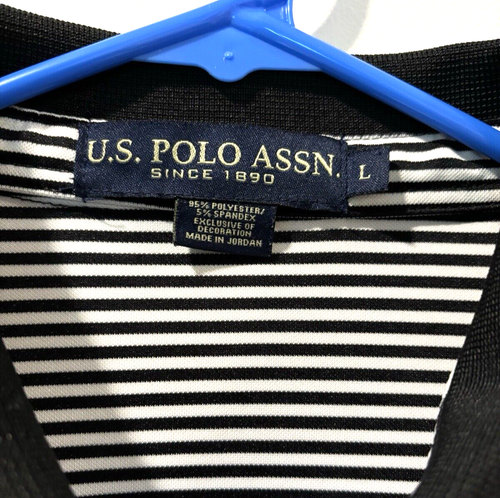 U.S. POLO ASSN.
SINCE 1890
L
95% POLYESTER/
5% SPANDEX
EXCLUSIVE OF
DECORATION
MADE IN JORDAN